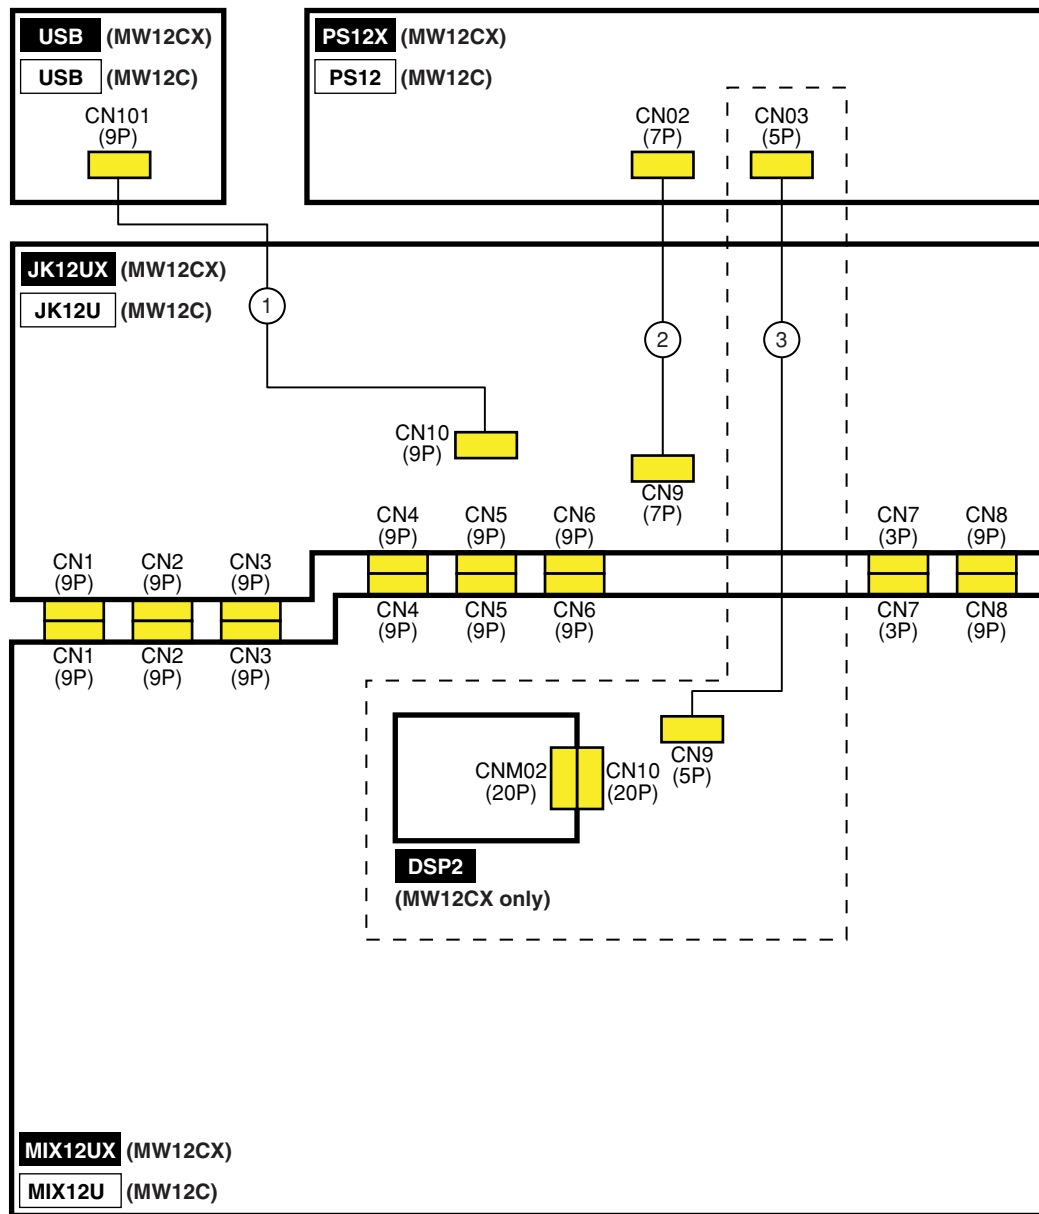 USB (MW12CX)
USB (MW12C)
CN101
(9P)
PS12X (MW12CX)
PS12 (MW12C)
CN02
(7P)
CN03
(5P)
JK12UX (MW12CX)
JK12U (MW12C)
1
2
3
CN10
(9P)
CN9
(7P)
CN1
(9P)
CN2
(9P)
CN3
(9P)
CN4
(9P)
CN5
(9P)
CN6
(9P)
CN7
(3P)
CN8
(9P)
CN1
(9P)
CN2
(9P)
CN3
(9P)
CN4
(9P)
CN5
(9P)
CN6
(9P)
CN7
(3P)
CN8
(9P)
CNM02
(20P)
CN10
(20P)
CN9
(5P)
DSP2
(MW12CX only)
MIX12UX (MW12CX)
MIX12U (MW12C)